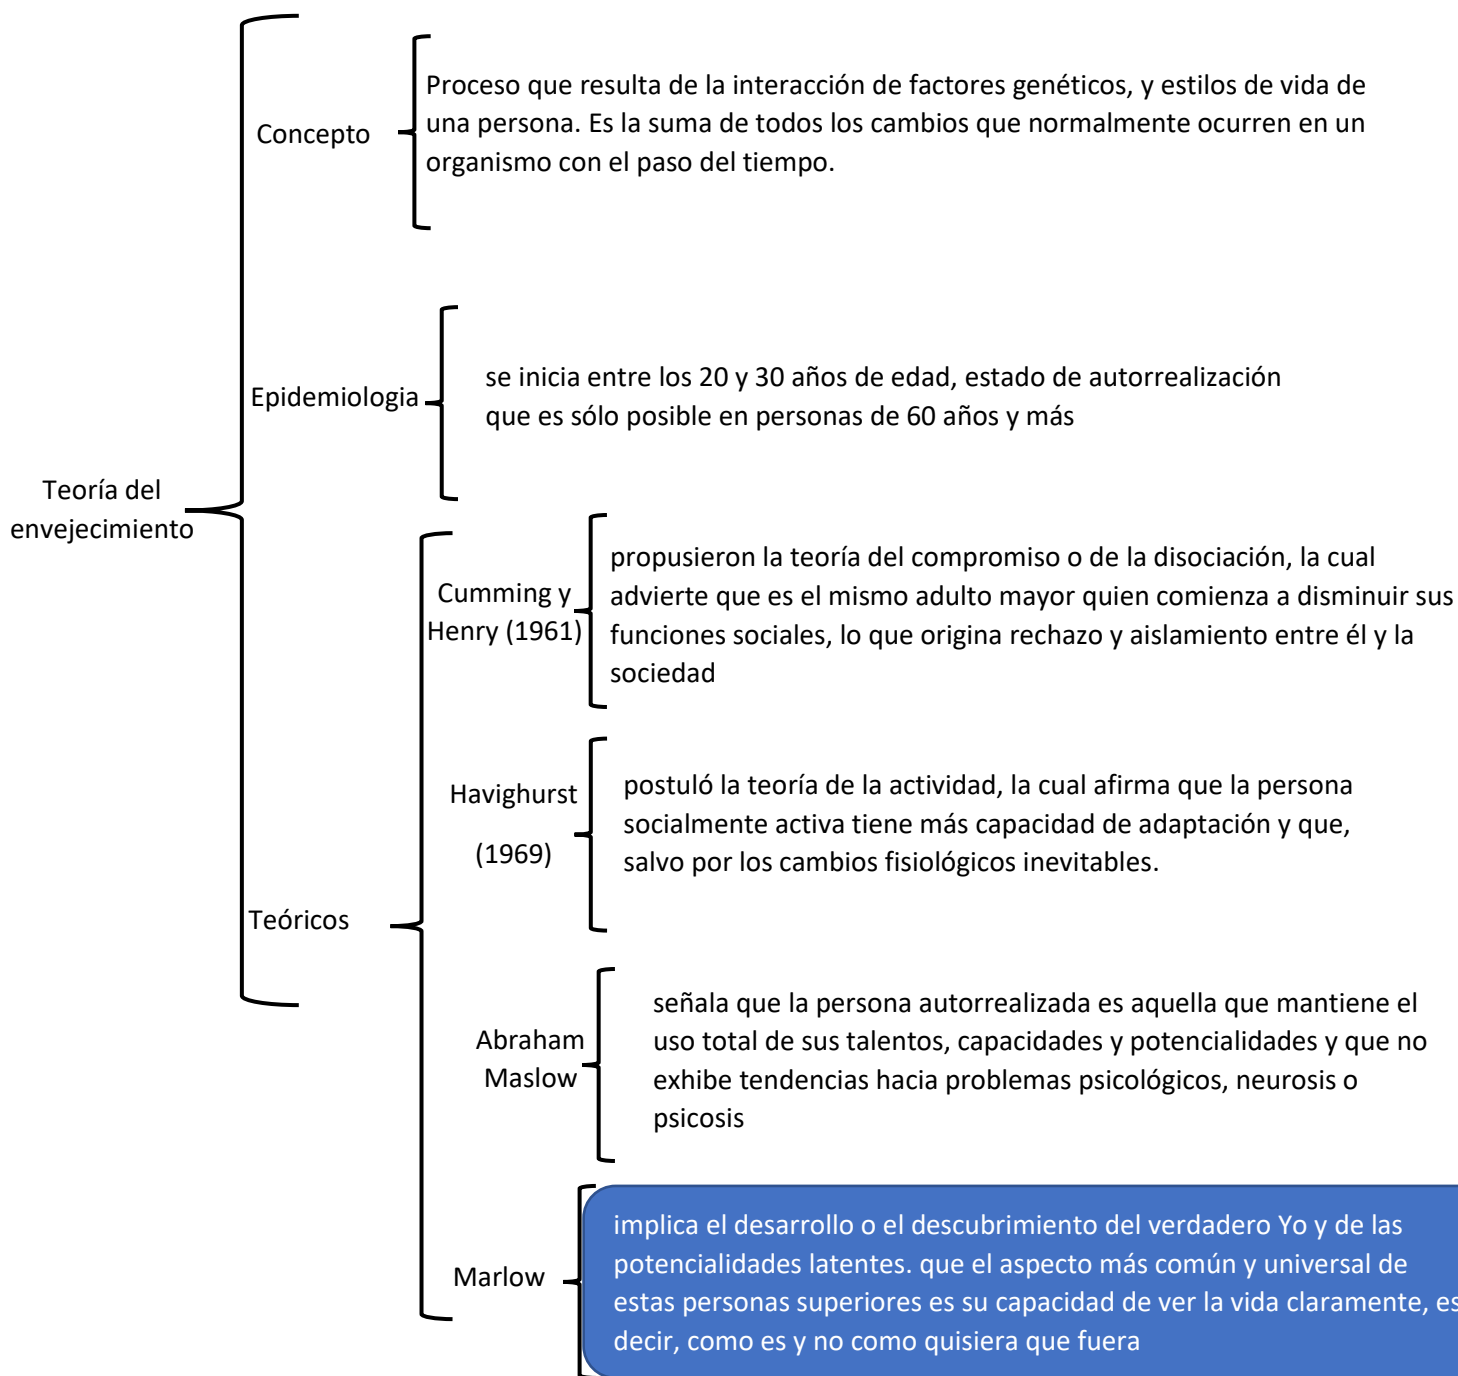 Teoría del
envejecimiento
Concepto
Proceso que resulta de la interacción de factores genéticos, y estilos de vida de
una persona. Es la suma de todos los cambios que normalmente ocurren en un
organismo con el paso del tiempo.
Epidemiologia
se inicia entre los 20 y 30 años de edad, estado de autorrealización
que es sólo posible en personas de 60 años y más
Teóricos
Cumming y
Henry (1961)
propusieron la teoría del compromiso o de la disociación, la cual
advierte que es el mismo adulto mayor quien comienza a disminuir sus
funciones sociales, lo que origina rechazo y aislamiento entre él y la
sociedad
Havighurst
(1969)
postuló la teoría de la actividad, la cual afirma que la persona
socialmente activa tiene más capacidad de adaptación y que,
salvo por los cambios fisiológicos inevitables.
Abraham
Maslow
señala que la persona autorrealizada es aquella que mantiene el
uso total de sus talentos, capacidades y potencialidades y que no
exhibe tendencias hacia problemas psicológicos, neurosis o
psicosis
Marlow
implica el desarrollo o el descubrimiento del verdadero Yo y de las
potencialidades latentes. que el aspecto más común y universal de
estas personas superiores es su capacidad de ver la vida claramente, es
decir, como es y no como quisiera que fuera